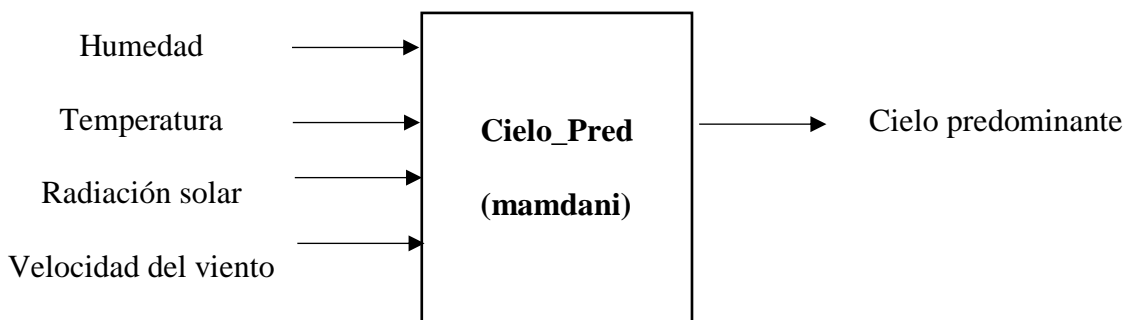 Humedad
Temperatura
Radiación solar
Velocidad del viento
Cielo_Pred
(mamdani)
Cielo predominante